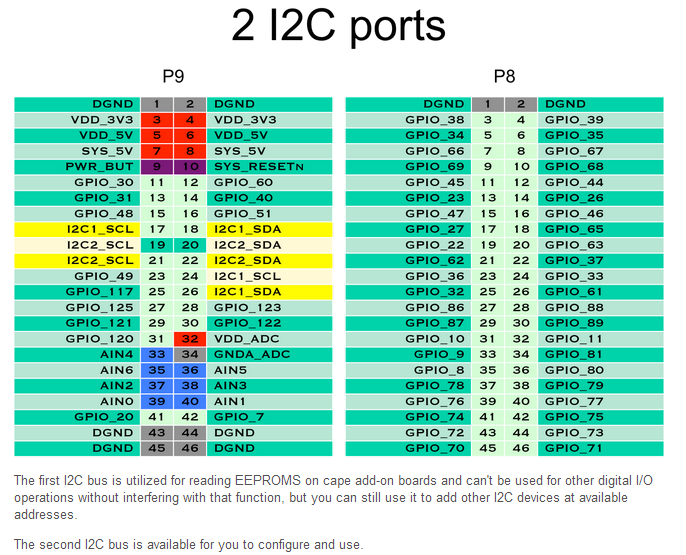 2 I2C ports
P9 P8
DGND 1 2 DGND DGND 1 2 DGND
VDD_3V3 3 4 VDD_3V3 GPIO_38 3 4 GPIO_39
VDD_5V 5 6 VDD_5V GPIO_34 5 6 GPIO_35
SYS_5V 7 8 SYS_5V GPIO_66 7 8 GPIO_67
PWR_BUT 9 10 SYS_RESETN GPIO_69 9 10 GPIO_68
GPIO_30 11 12 GPIO_60 GPIO_45 11 12 GPIO_44
GPIO_31 13 14 GPIO_40 GPIO_23 13 14 GPIO_26
GPIO_48 15 16 GPIO_51 GPIO_47 15 16 GPIO_46
I2C1_SCL 17 18 I2C1_SDA GPIO_27 17 18 GPIO_65
I2C2_SCL 19 20 I2C2_SDA GPIO_22 19 20 GPIO_63
I2C2_SCL 21 22 I2C2_SDA GPIO_62 21 22 GPIO_37
GPIO_49 23 24 I2C1_SCL GPIO_36 23 24 GPIO_33
GPIO_117 25 26 I2C1_SDA GPIO_32 25 26 GPIO_61
GPIO_125 27 28 GPIO_123 GPIO_86 27 28 GPIO_88
GPIO_121 29 30 GPIO_122 GPIO_87 29 30 GPIO_89
GPIO_120 31 32 VDD_ADC GPIO_10 31 32 GPIO_11
AIN4 33 34 GNDA_ADC GPIO_9 33 34 GPIO_81
AIN6 35 36 AIN5 GPIO_8 35 36 GPIO_80
AIN2 37 38 AIN3 GPIO_78 37 38 GPIO_79
AIN0 39 40 AIN1 GPIO_76 39 40 GPIO_77
GPIO_20 41 42 GPIO_7 GPIO_74 41 42 GPIO_75
DGND 43 44 DGND GPIO_72 43 44 GPIO_73
DGND 45 46 DGND GPIO_70 45 46 GPIO_71
The first I2C bus is utilized for reading EEPROMS on cape add-on boards and can't be used for other digital I/O
operations without interfering with that function, but you can still use it to add other I2C devices at available
addresses.
The second I2C bus is available for you to configure and use.